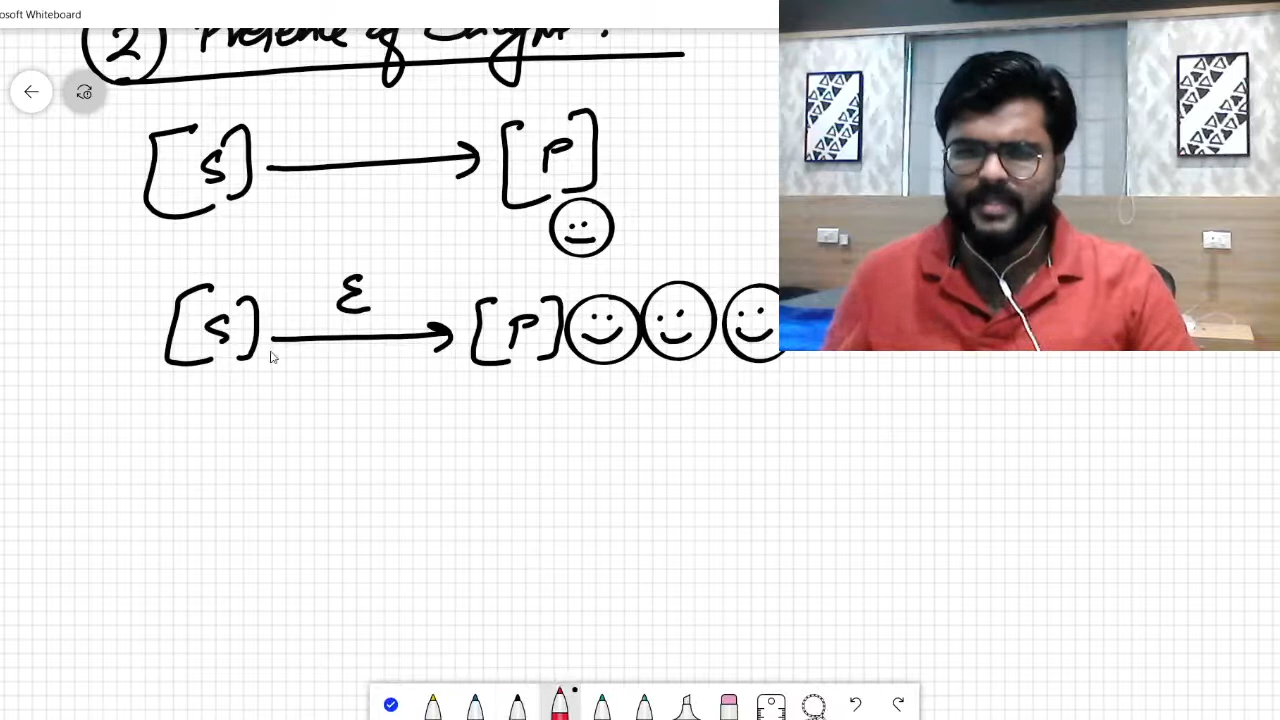 osoft Whiteboard
2 Presence of
[S] → [P]
E
[S] → [P]